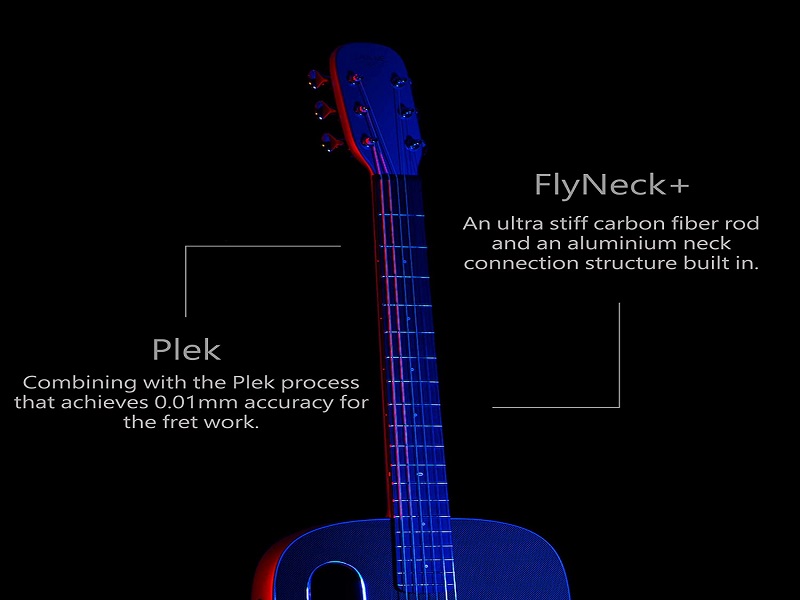 FlyNeck+
An ultra stiff carbon fiber rod
and an aluminium neck
connection structure built in.
Plek
Combining with the Plek process
that achieves 0.01mm accuracy for
the fret work.